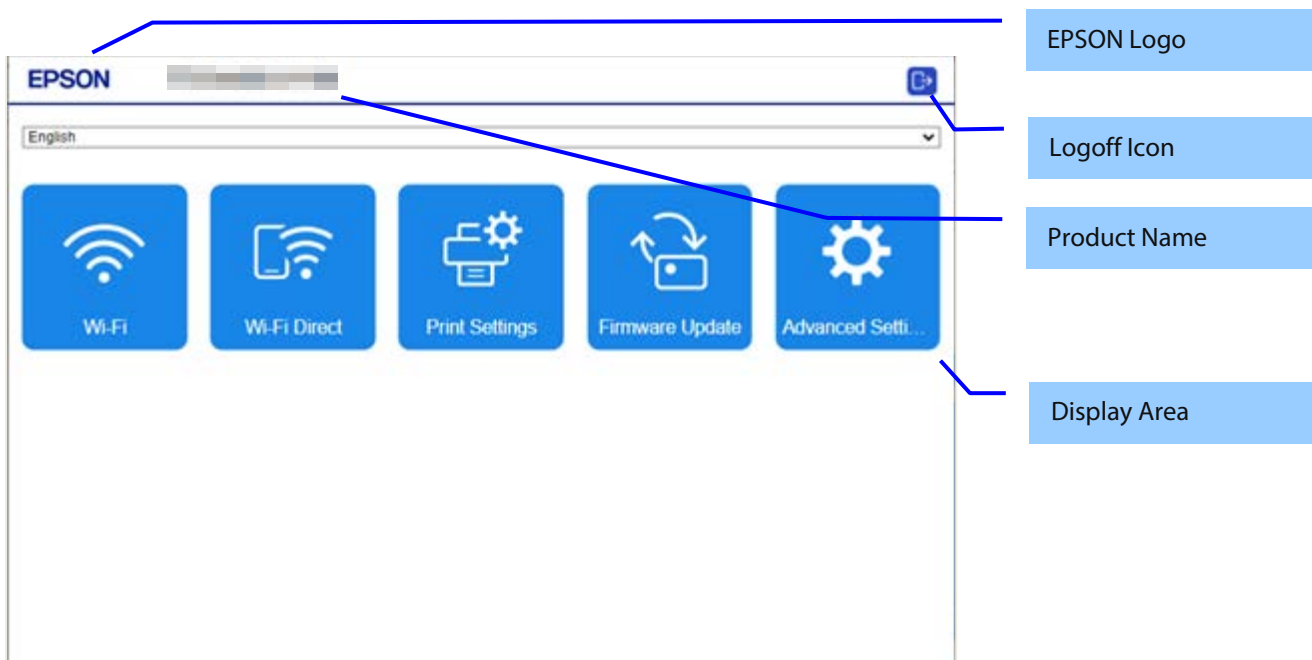 EPSON Logo
EPSON
English
Logoff Icon
Product Name
Wi-Fi
Wi-Fi Direct
Print Settings
Firmware Update
Advanced Setti...
Display Area